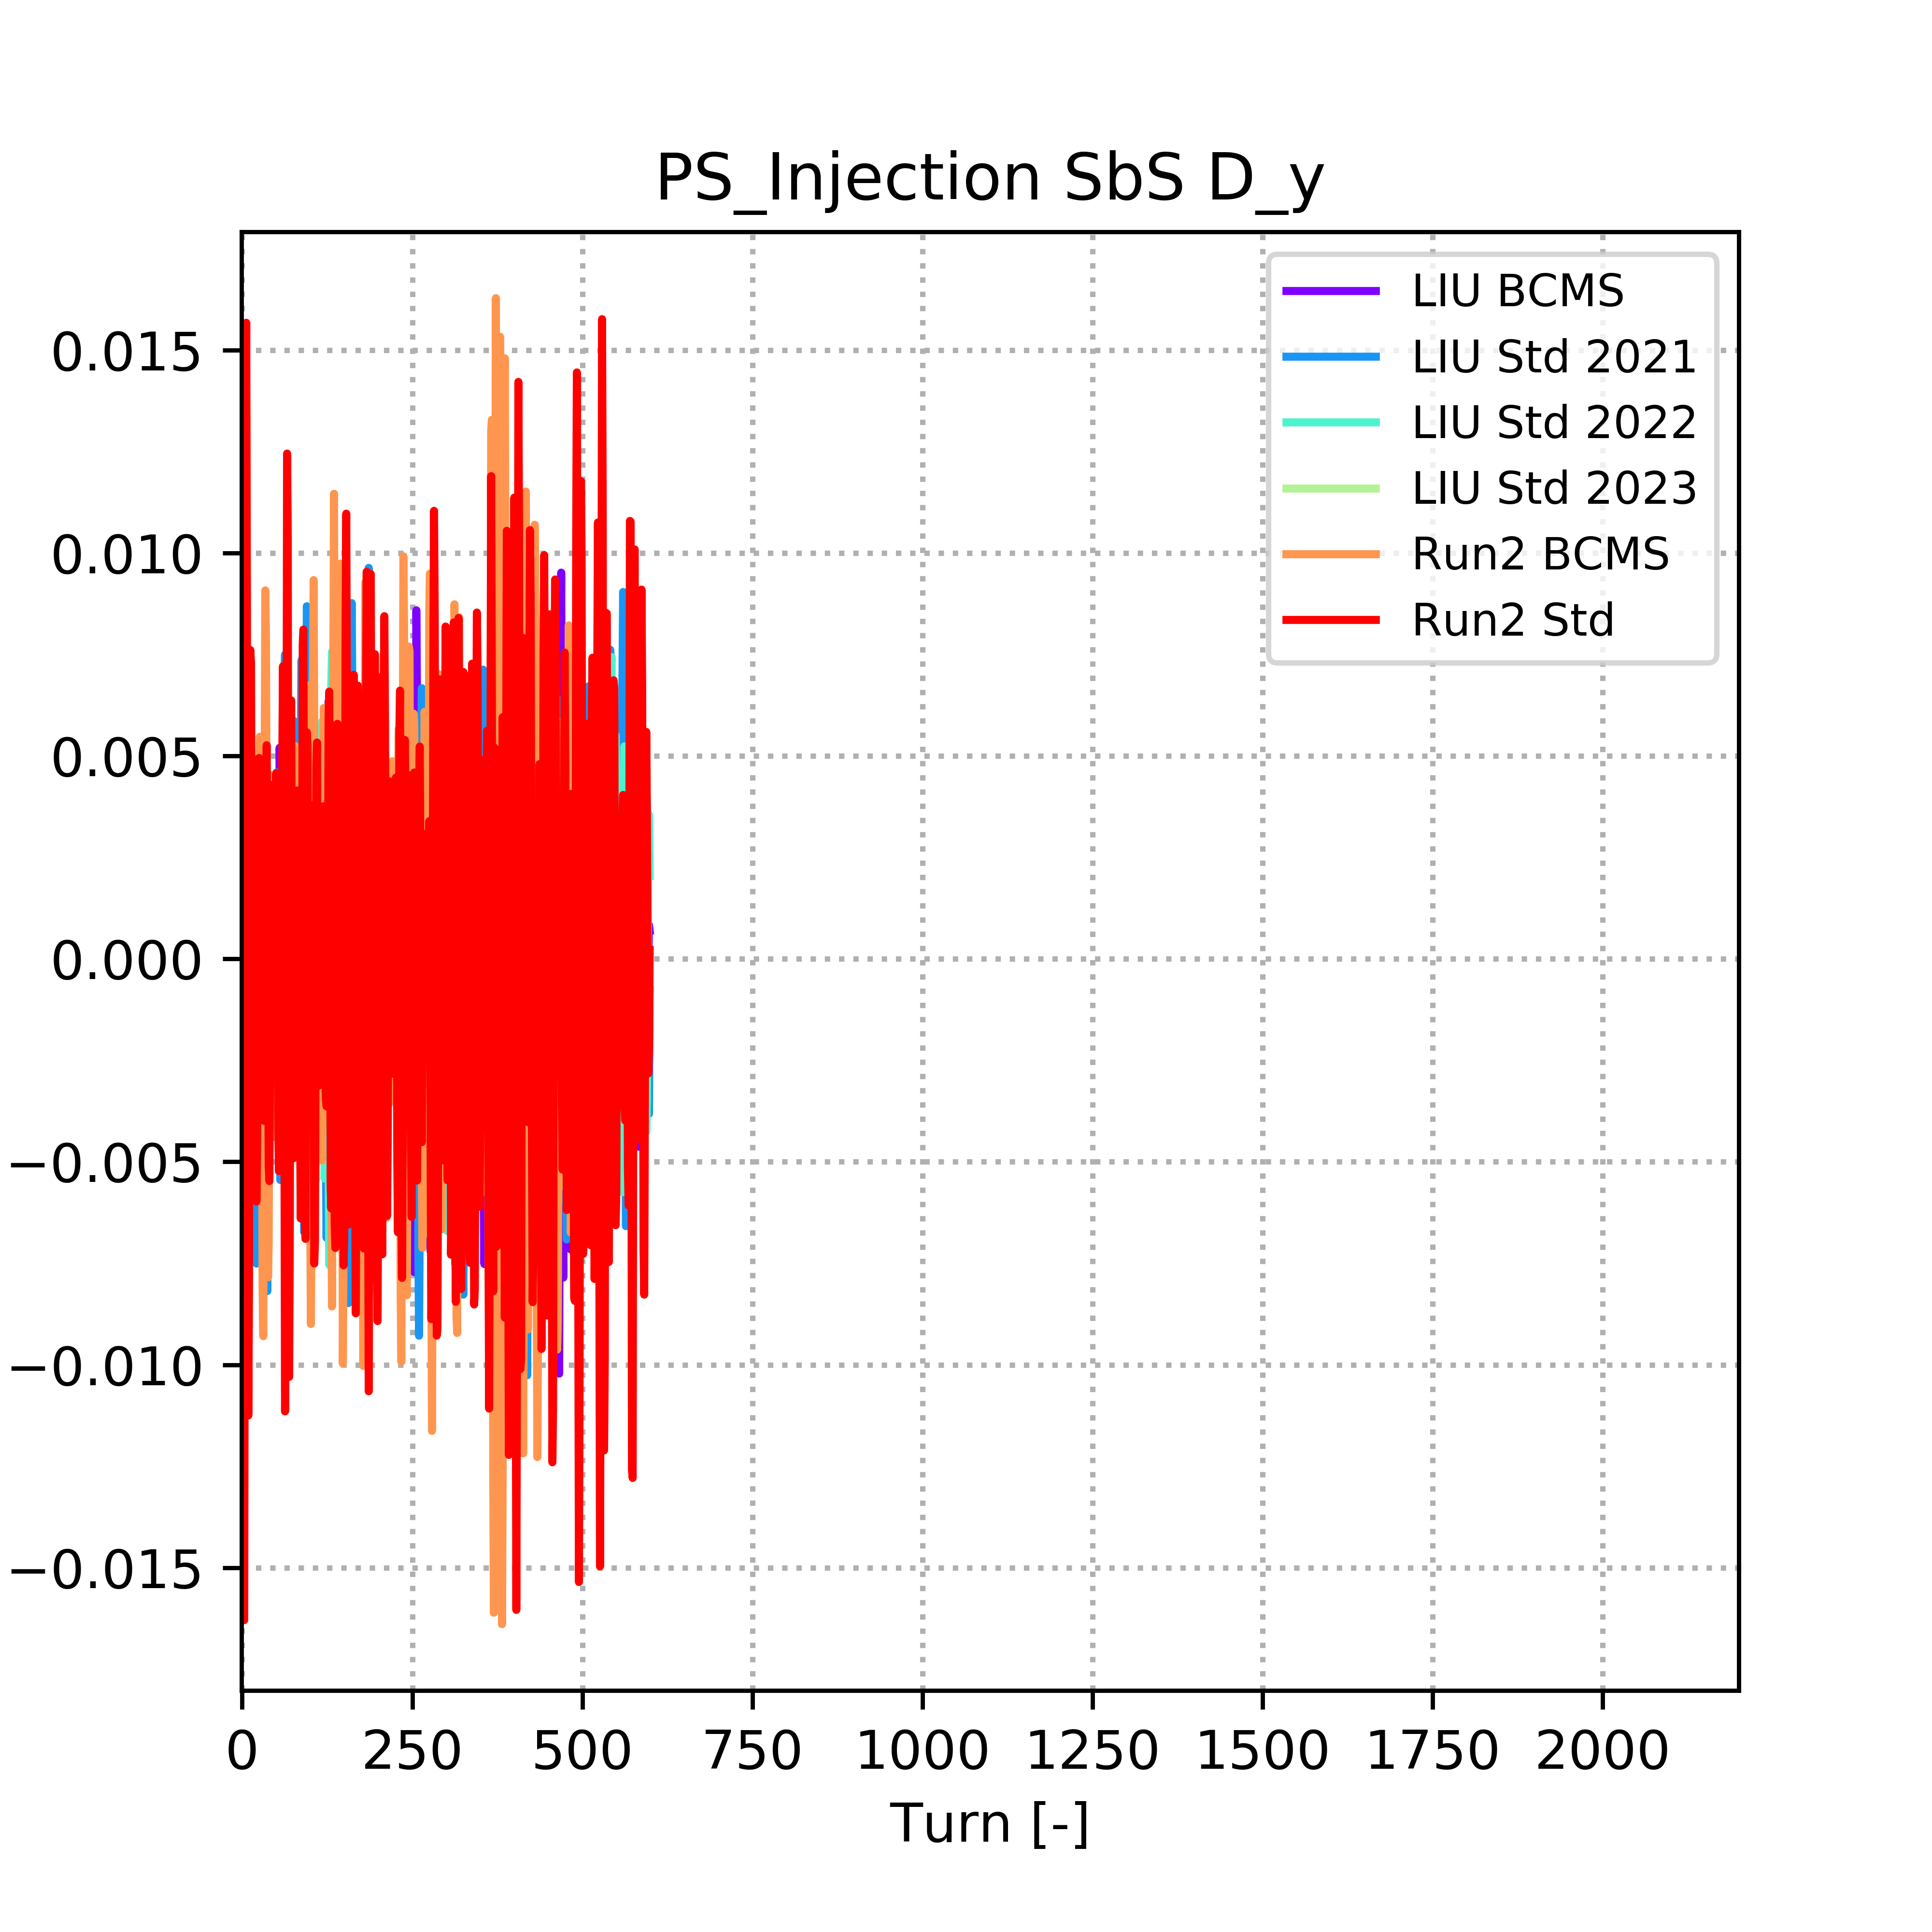 PS_Injection SbS D_y
0.015
0.010
0.005
0.000
−0.005
−0.010
−0.015
LIU BCMS
LIU Std 2021
LIU Std 2022
LIU Std 2023
Run2 BCMS
Run2 Std
0 250 500 750 1000 1250 1500 1750 2000
Turn [-]